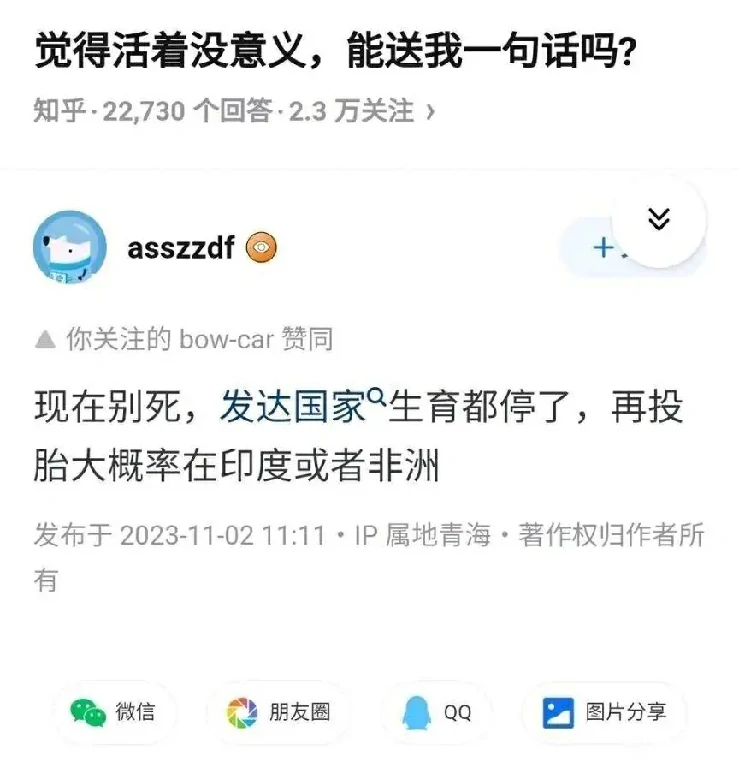 觉得活着没意义，能送我一句话吗?
知乎·22,730 个回答·2.3 万关注 ›
asszzdf
+
▲ 你关注的 bow-car 赞同
现在别死，发达国家生育都停了，再投
胎大概率在印度或者非洲
发布于 2023-11-02 11:11・IP 属地青海・著作权归作者所
有
微信 朋友圈 QQ 图片分享